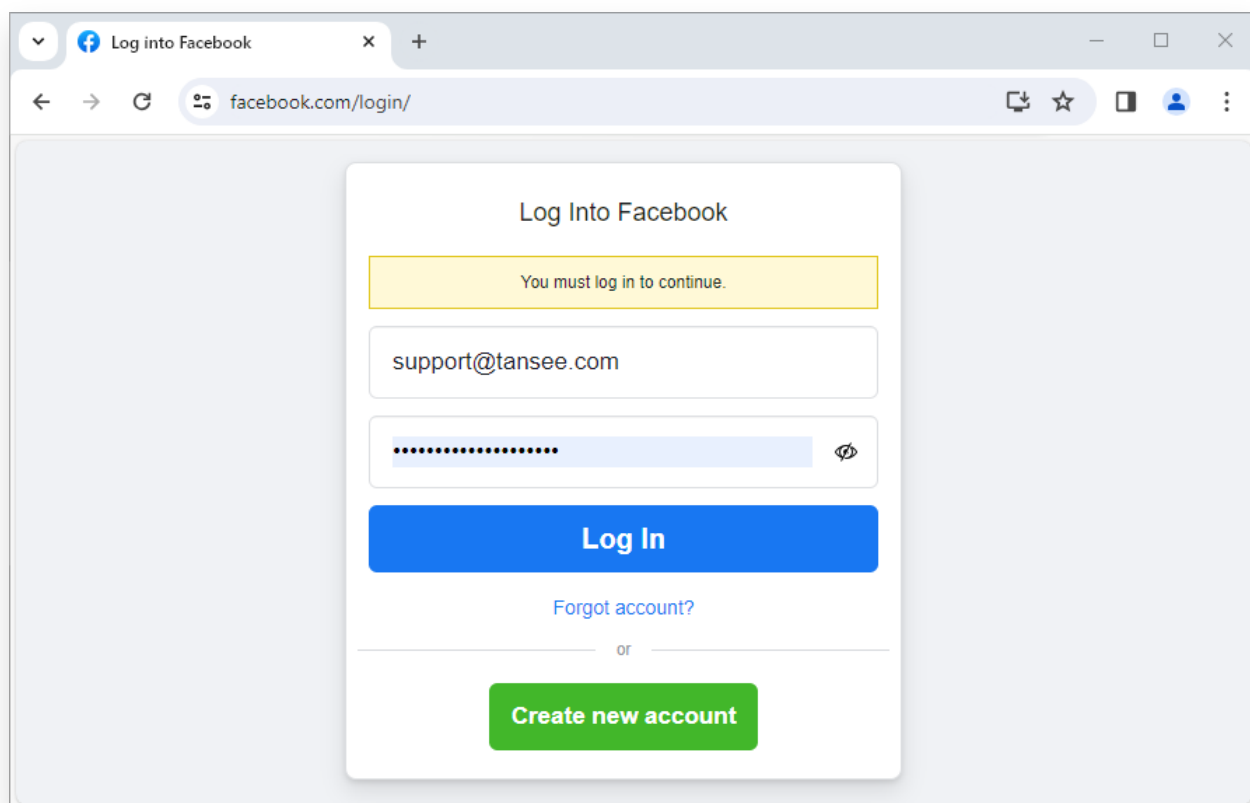 Log into Facebook
facebook.com/login/
Log Into Facebook
You must log in to continue.
support@tansee.com
••••••••••••••••••••
Log In
Forgot account?
or
Create new account